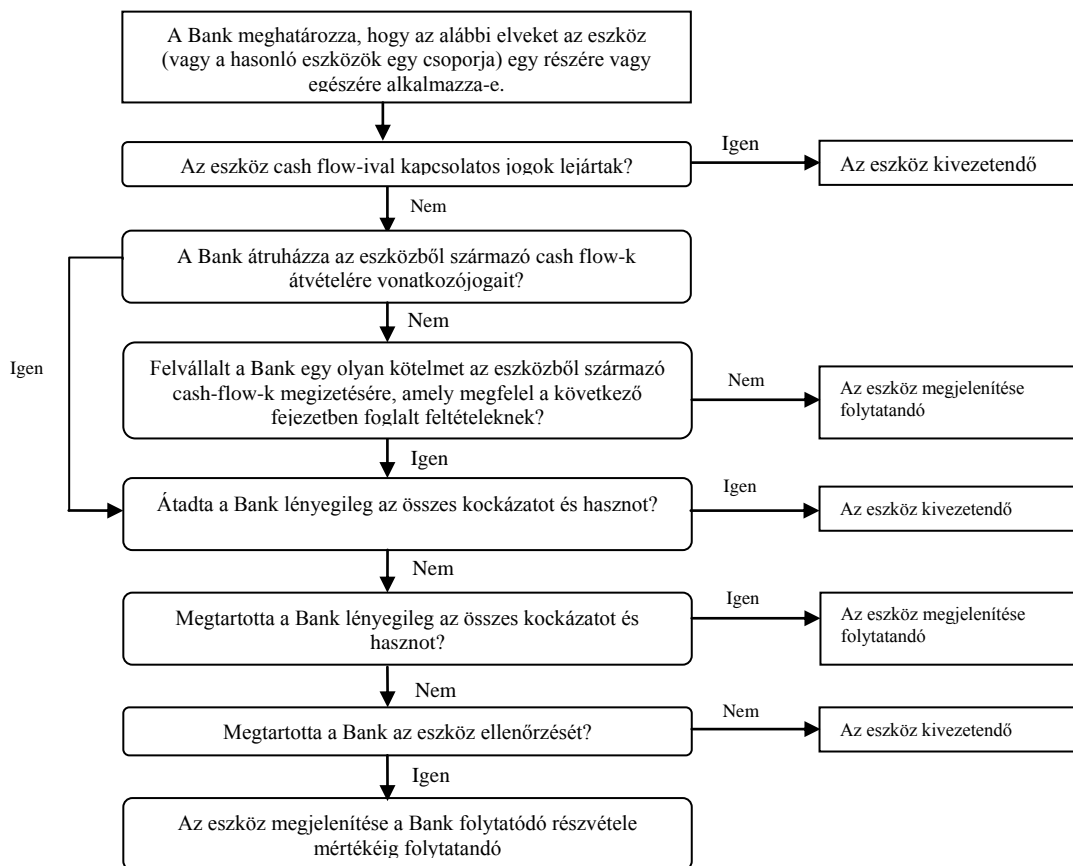 A Bank meghatározza, hogy az alábbi elveket az eszköz
(vagy a hasonló eszközök egy csoporja) egy részére vagy
egészére alkalmazza-e.
Igen
Az eszköz cash flow-ival kapcsolatos jogok lejártak?
Az eszköz kivezetendő
Nem
A Bank átruházza az eszközből származó cash flow-k
átvételére vonatkozójogait?
Nem
Igen
Felvállalt a Bank egy olyan kötelmet az eszközből származó
cash-flow-k megizetésére, amely megfelel a következő
fejezetben foglalt feltételeknek?
Nem
Az eszköz megjelenítése
folytatandó
Igen
Átadta a Bank lényegileg az összes kockázatot és hasznot?
Igen
Az eszköz kivezetendő
Nem
Megtartotta a Bank lényegileg az összes kockázatot és
hasznot?
Igen
Az eszköz megjelenítése
folytatandó
Nem
Megtartotta a Bank az eszköz ellenőrzését?
Nem
Az eszköz kivezetendő
Igen
Az eszköz megjelenítése a Bank folytatódó részvétele
mértékéig folytatandó